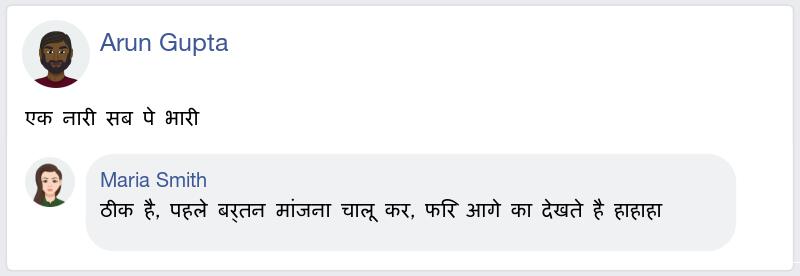 Arun Gupta
एक नारी सब पे भारी
Maria Smith
ठीक है, पहले बर्तन मांजना चालू कर, फिर आगे का देखते है हाहाहा